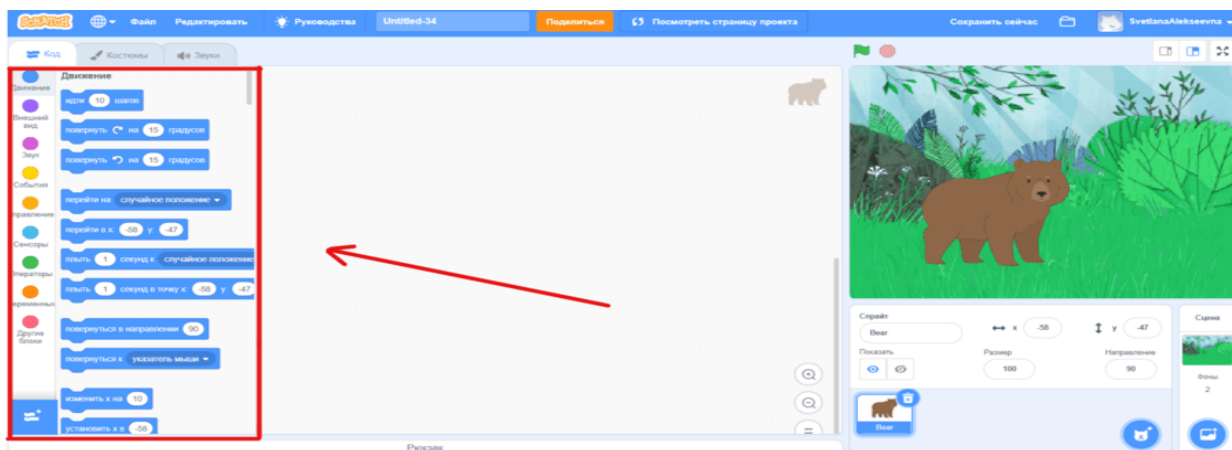 SCRATCH Файл Редактировать Руководства Untitled-34 Поделиться Посмотреть страницу проекта Сохранить сейчас SvetlanaAlekseevna
Код Костюмы Звуки
Движение
Внешний вид
Звук
События
правление
Сенсоры
Операторы
еременные
Другие блоки
Движение
идти 10 шагов
повернуть на 15 градусов
повернуть на 15 градусов
перейти на случайное положение
перейти в x: -58 y: -47
плыть 1 секунд к случайное положение
плыть 1 секунд в точку x: -58 y: -47
повернуться в направлении 90
повернуться к указатель мыши
изменить x на 10
установить x в -58
Рюкзак
Спрайт
Bear x -58 y -47
Показать Размер Направление
100 90
Bear
Сцена
Фоны
2